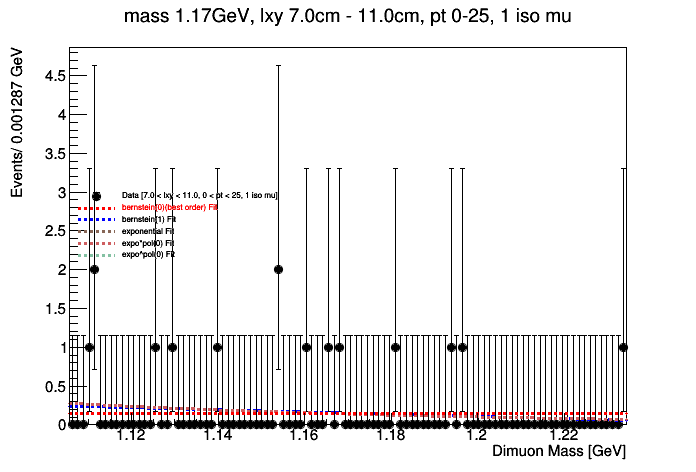 mass 1.17GeV, lxy 7.0cm - 11.0cm, pt 0-25, 1 iso mu
Events/ 0.001287 GeV
4.5
4
3.5
3
2.5
2
1.5
1
0.5
0
Data [7.0 < lxy < 11.0, 0 < pt < 25, 1 iso mu]
bernstein(0)(best order) Fit
bernstein(1) Fit
exponential Fit
expo*pol(0) Fit
expo^pol(0) Fit
1.12 1.14 1.16 1.18 1.2 1.22
Dimuon Mass [GeV]